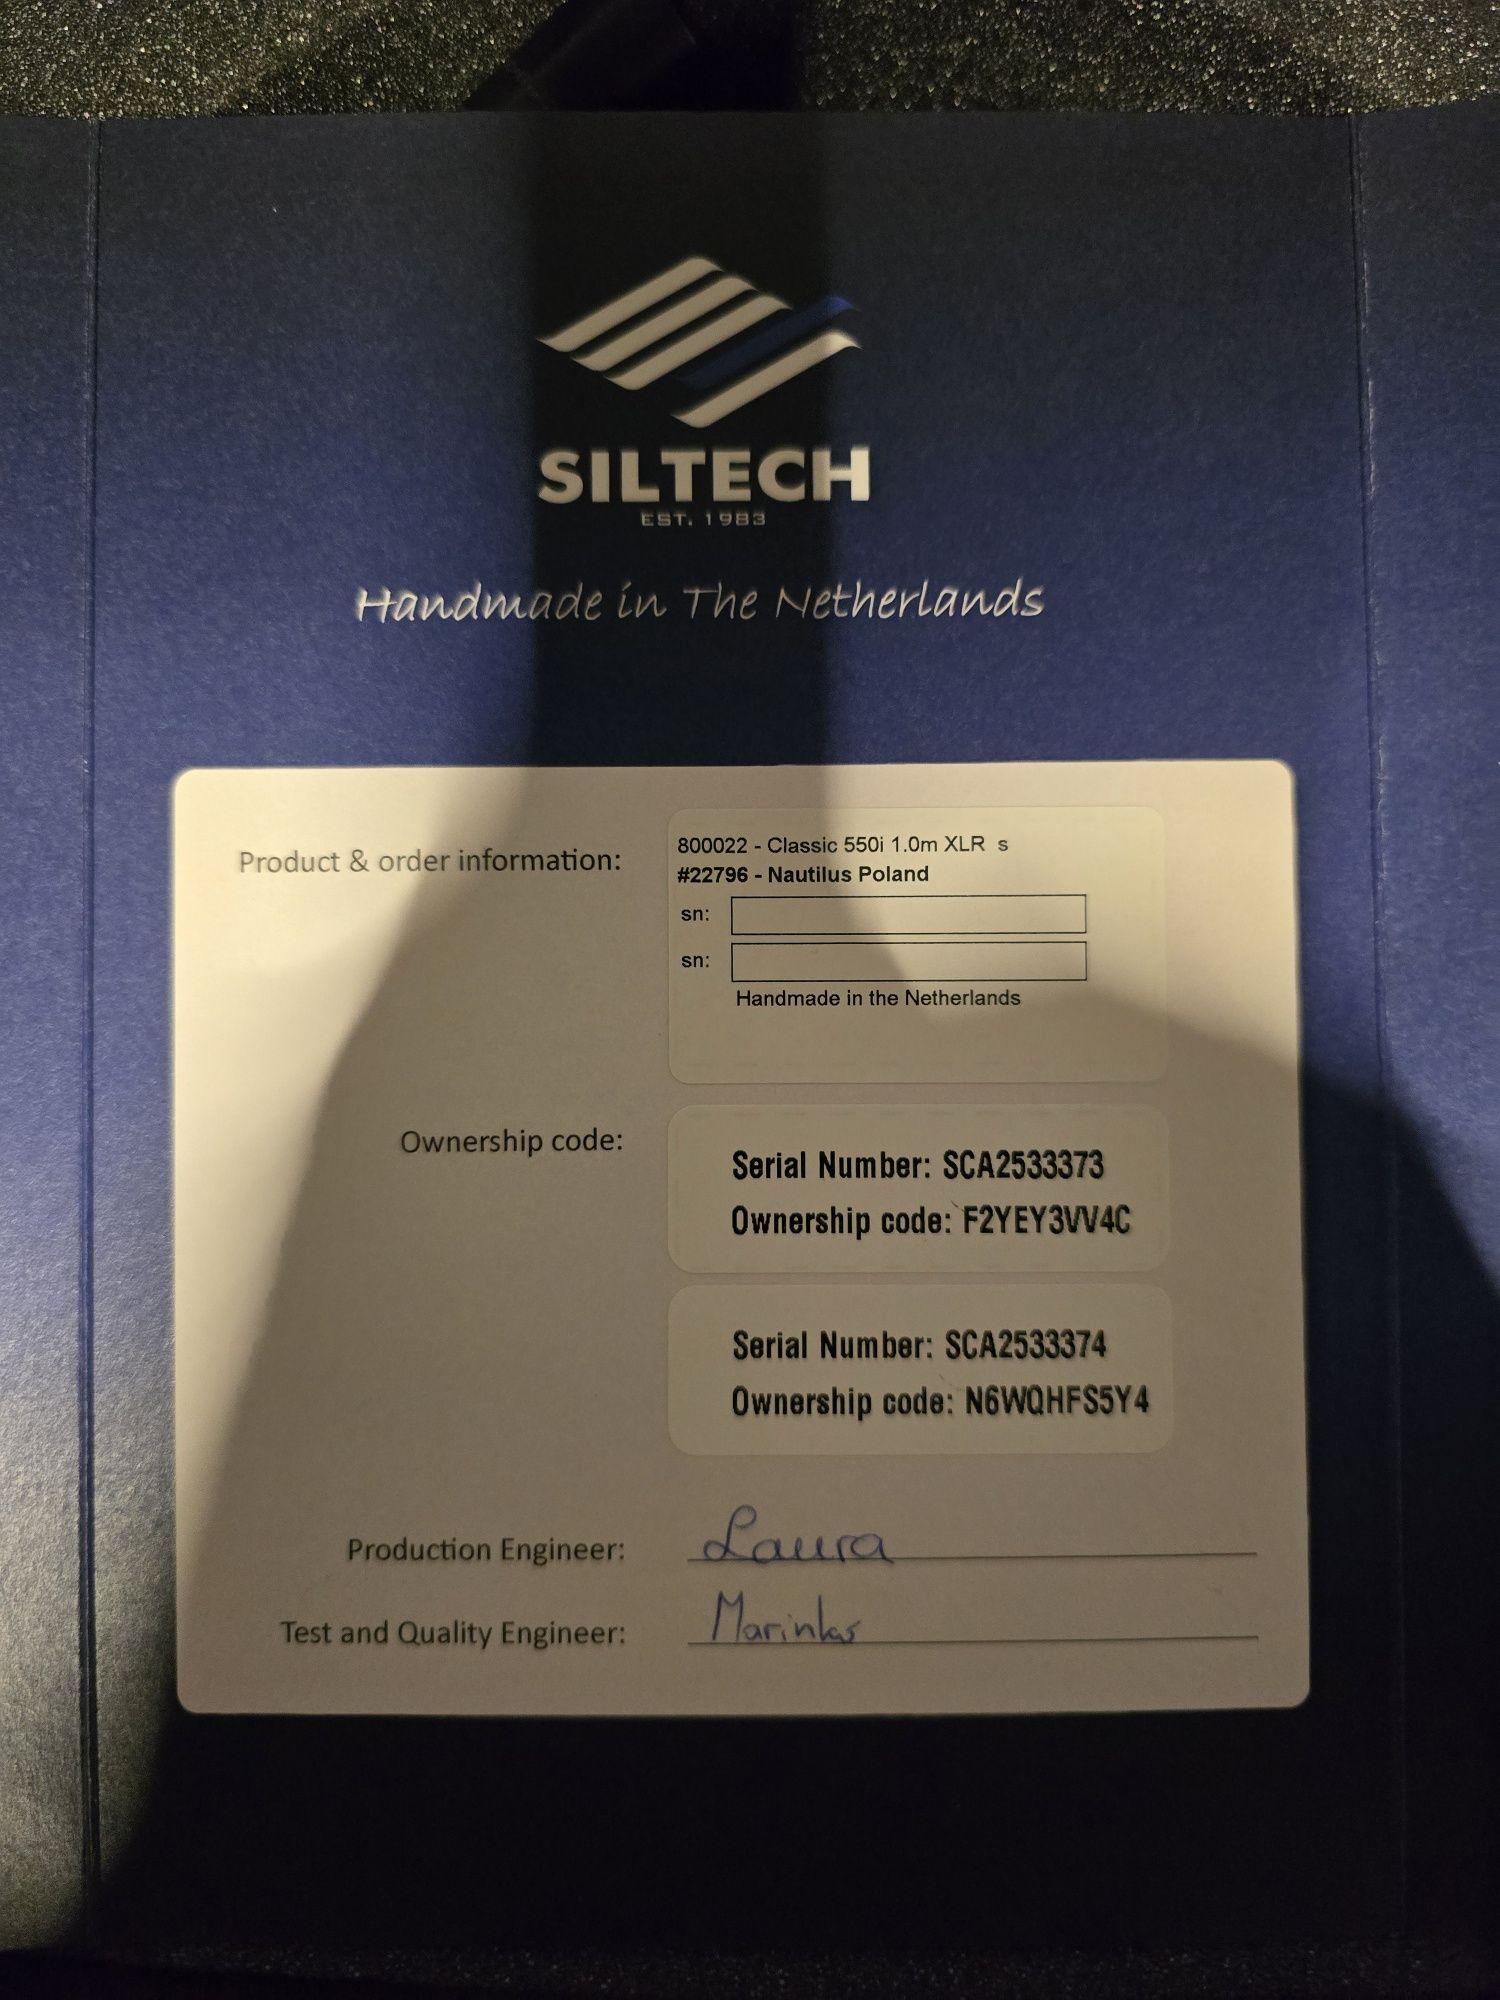 SILTECH
EST. 1983
Handmade in The Netherlands
Product & order information:
800022 - Classic 550i 1.0m XLR s
#22796 - Nautilus Poland
sn:
sn:
Handmade in the Netherlands
Ownership code:
Serial Number: SCA2533373
Ownership code: F2YEY3VV4C
Serial Number: SCA2533374
Ownership code: N6WQHFS5Y4
Production Engineer: Laura
Test and Quality Engineer: